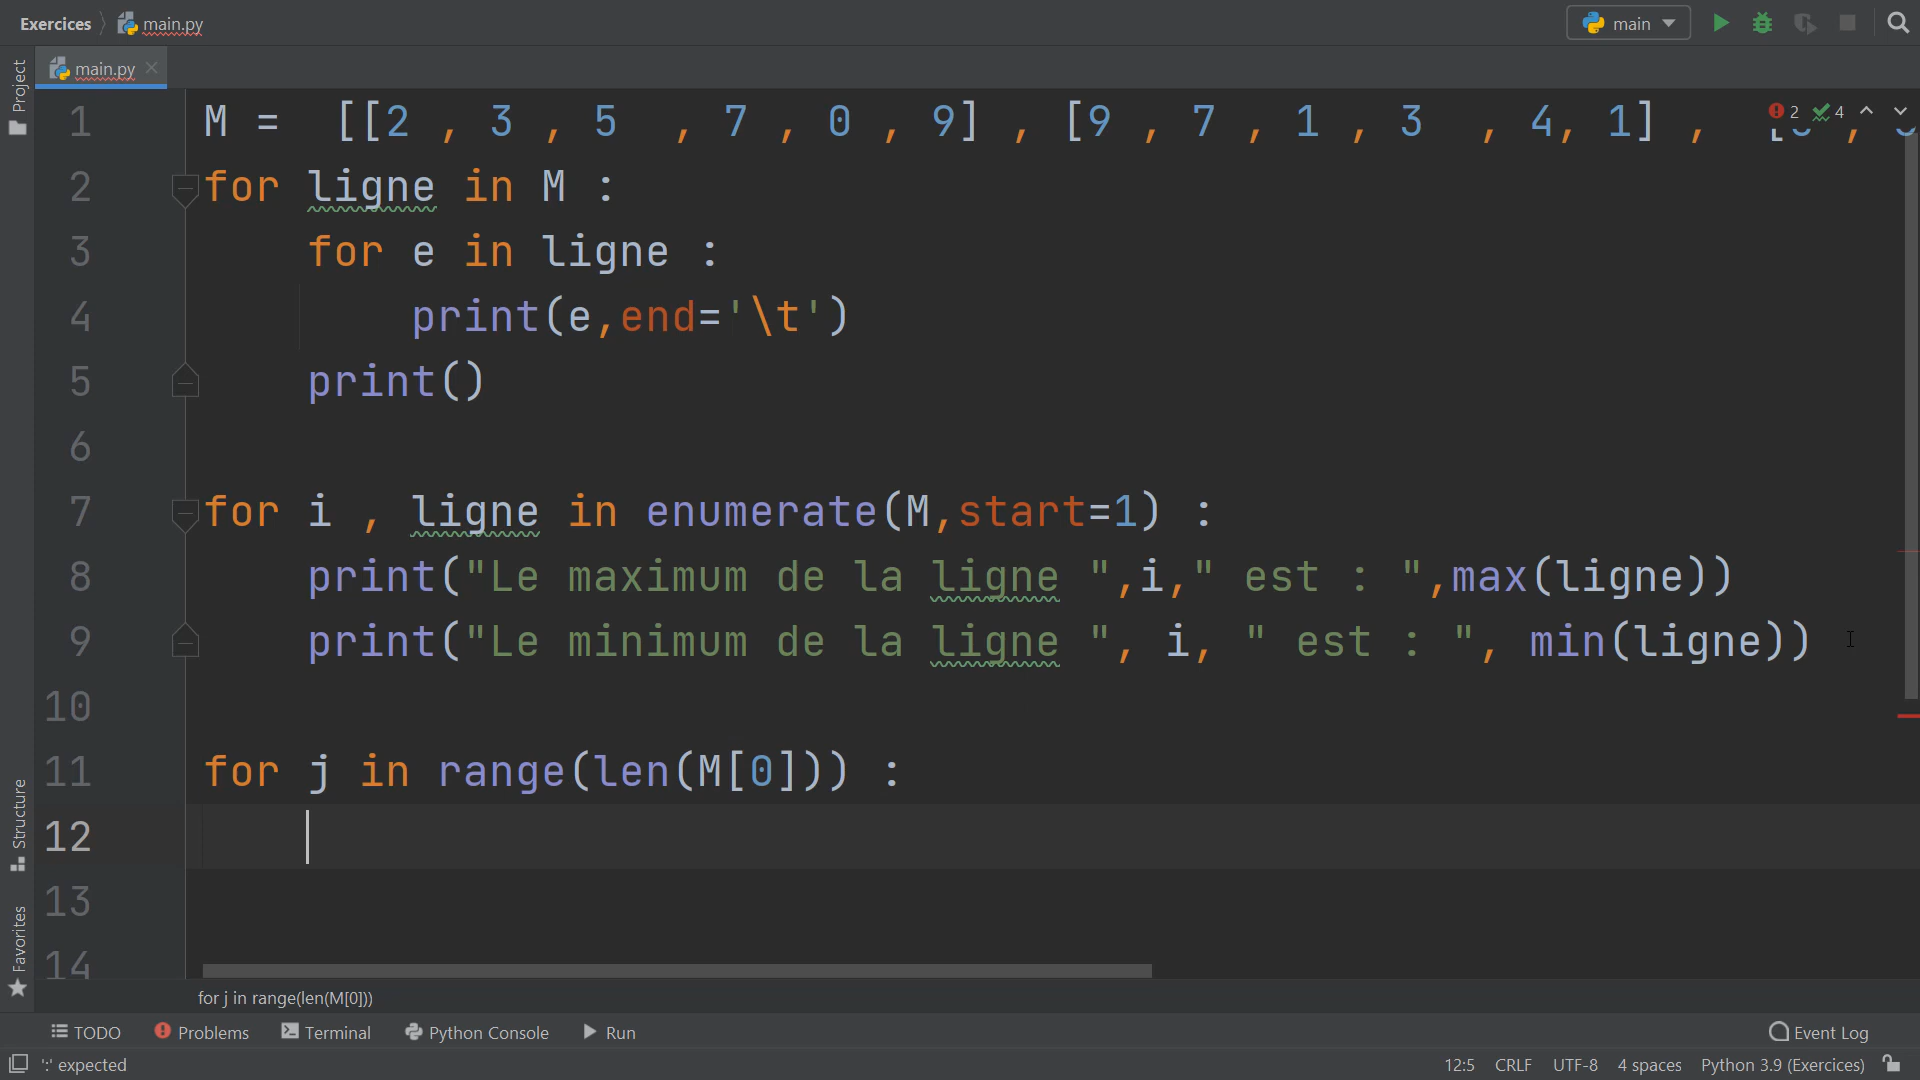 Exercices main.py main
main.py
Project
1 M = [[2 , 3 , 5 , 7 , 0 , 9] , [9 , 7 , 1 , 3 , 4, 1] , [
2 4
2 for ligne in M :
3 for e in ligne :
4 print(e,end='\t')
5 print()
6
7 for i , ligne in enumerate(M,start=1) :
8 print("Le maximum de la ligne ",i," est : ",max(ligne))
9 print("Le minimum de la ligne ", i, " est : ", min(ligne))
10
11 for j in range(len(M[0])) :
12
13
14
Structure
Favorites
for j in range(len(M[0]))
TODO Problems Terminal Python Console Run Event Log
':' expected 12:5 CRLF UTF-8 4 spaces Python 3.9 (Exercices)